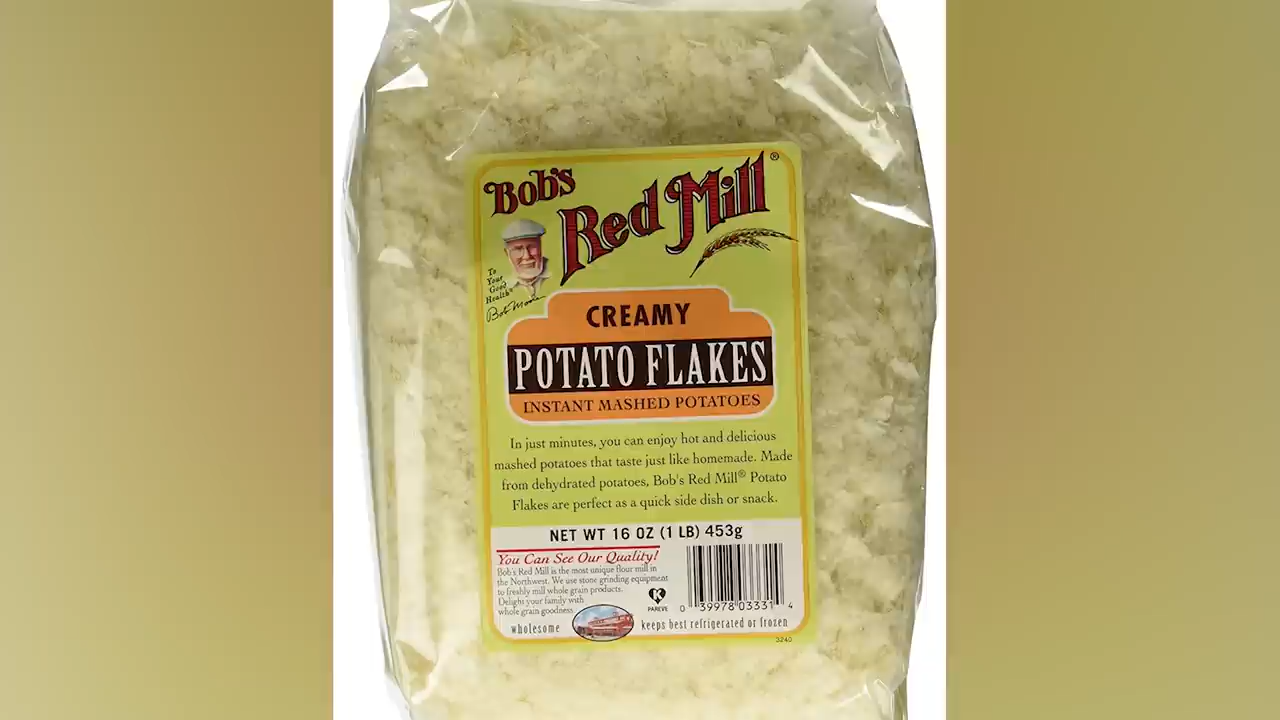 Bob's
Red Mill®
To
Your
Good
Health®
Bob Moore
CREAMY
POTATO FLAKES
INSTANT MASHED POTATOES
In just minutes, you can enjoy hot and delicious
mashed potatoes that taste just like homemade. Made
from dehydrated potatoes, Bob's Red Mill® Potato
Flakes are perfect as a quick side dish or snack.
NET WT 16 OZ (1 LB) 453g
You Can See Our Quality!
Bob's Red Mill is the most unique flour mill in
the Northwest. We use stone grinding equipment
to freshly mill whole grain products.
Delight your family with
whole grain goodness
K
PAREVE
0 39978 03331 4
wholesome
keeps best refrigerated or frozen
3240